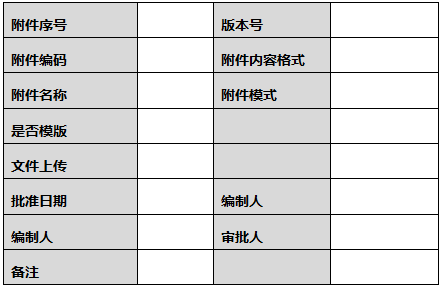 附件序号 版本号
附件编码 附件内容格式
附件名称 附件模式
是否模版
文件上传
批准日期 编制人
编制人 审批人
备注